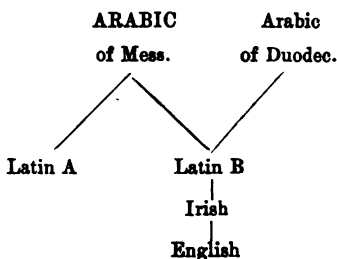 ARABIC Arabic
of Mess. of Duodec.
Latin A Latin B
Irish
English